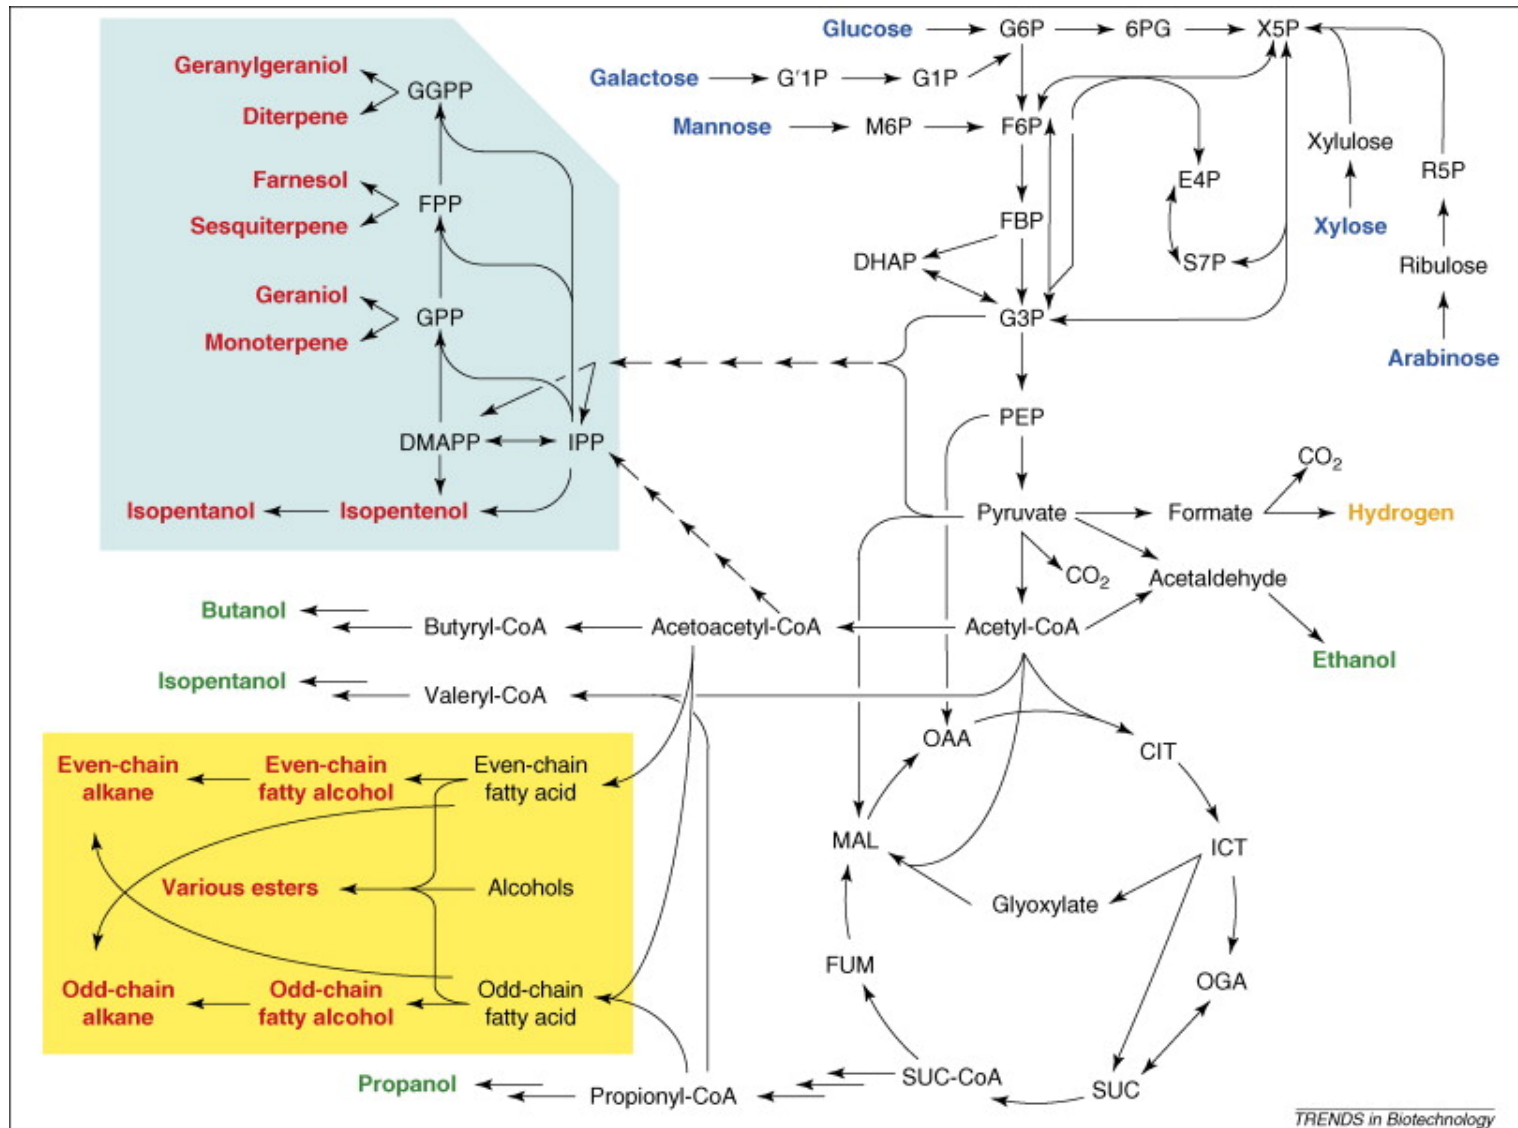 Glucose
G6P
6PG
X5P
Galactose
G'1P
G1P
Mannose
M6P
F6P
Xylulose
R5P
E4P
Xylose
FBP
DHAP
S7P
Ribulose
G3P
Arabinose
Geranylgeraniol
GGPP
Diterpene
Farnesol
FPP
Sesquiterpene
Geraniol
GPP
Monoterpene
DMAPP
IPP
Isopentanol
Isopentenol
PEP
CO2
Pyruvate
Formate
Hydrogen
CO2
Acetaldehyde
Butanol
Butyryl-CoA
Acetoacetyl-CoA
Acetyl-CoA
Ethanol
Isopentanol
Valeryl-CoA
OAA
CIT
Even-chain
alkane
Even-chain
fatty alcohol
Even-chain
fatty acid
MAL
ICT
Various esters
Alcohols
Glyoxylate
FUM
OGA
Odd-chain
alkane
Odd-chain
fatty alcohol
Odd-chain
fatty acid
Propanol
Propionyl-CoA
SUC-CoA
SUC
TRENDS in Biotechnology